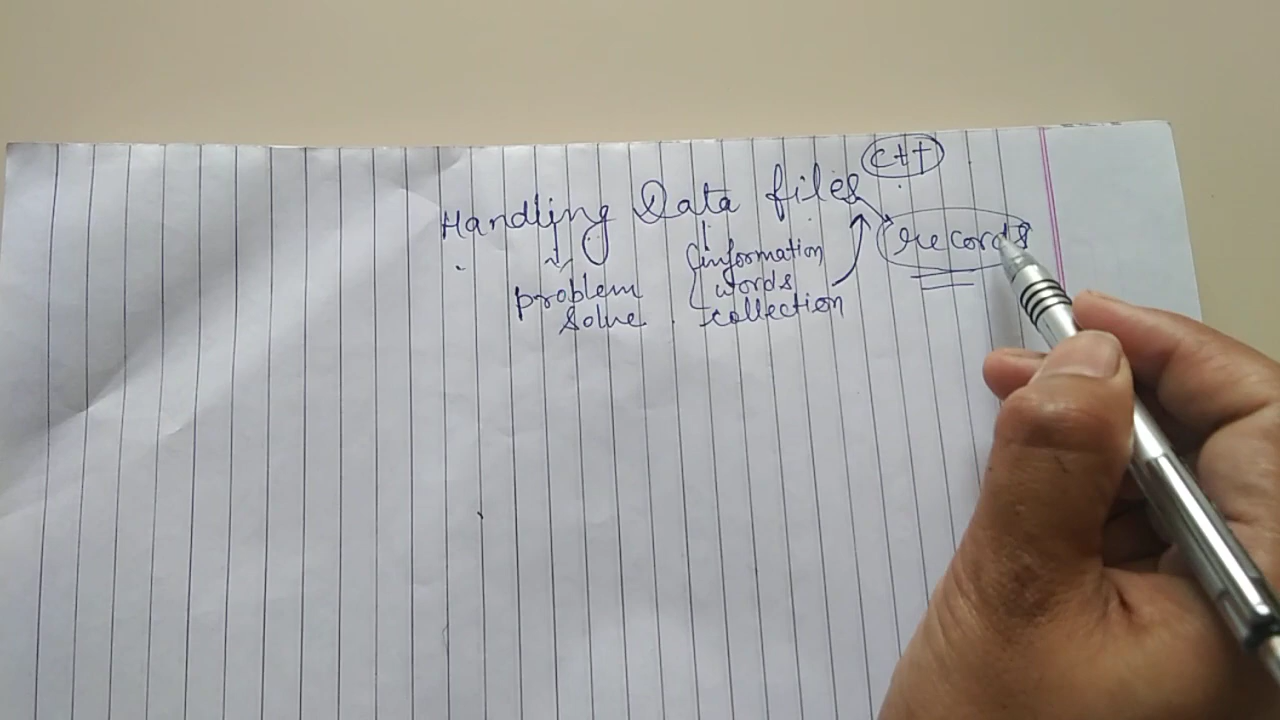 Handling Data files C++
records
problem
solve
information
words
collection